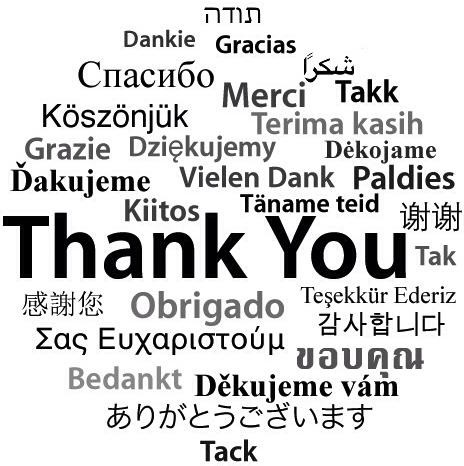 תודה
Dankie Gracias
Спасибо شكرًا
Merci Takk
Köszönjük Terima kasih
Grazie Dziękujemy Dėkojame
Ďakujeme Vielen Dank Paldies
Kiitos Täname teid 谢谢
Thank You Tak
感謝您 Obrigado Teşekkür Ederiz
감사합니다
Σας Ευχαριστούμ ขอบคุณ
Bedankt Děkujeme vám
ありがとうございます
Tack